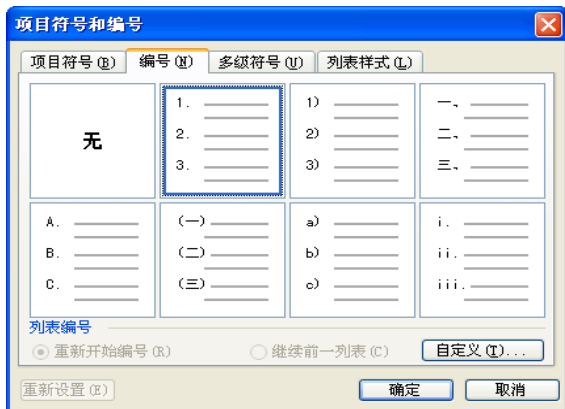 项目符号和编号
项目符号(B) 编号(N) 多级符号(U) 列表样式(L)
无
1.
2.
3.
1)
2)
3)
一、
二、
三、
A.
B.
C.
(一)
(二)
(三)
a)
b)
c)
i.
ii.
iii.
列表编号
重新开始编号(R) 继续前一列表(C) 自定义(T)...
重新设置(E) 确定 取消